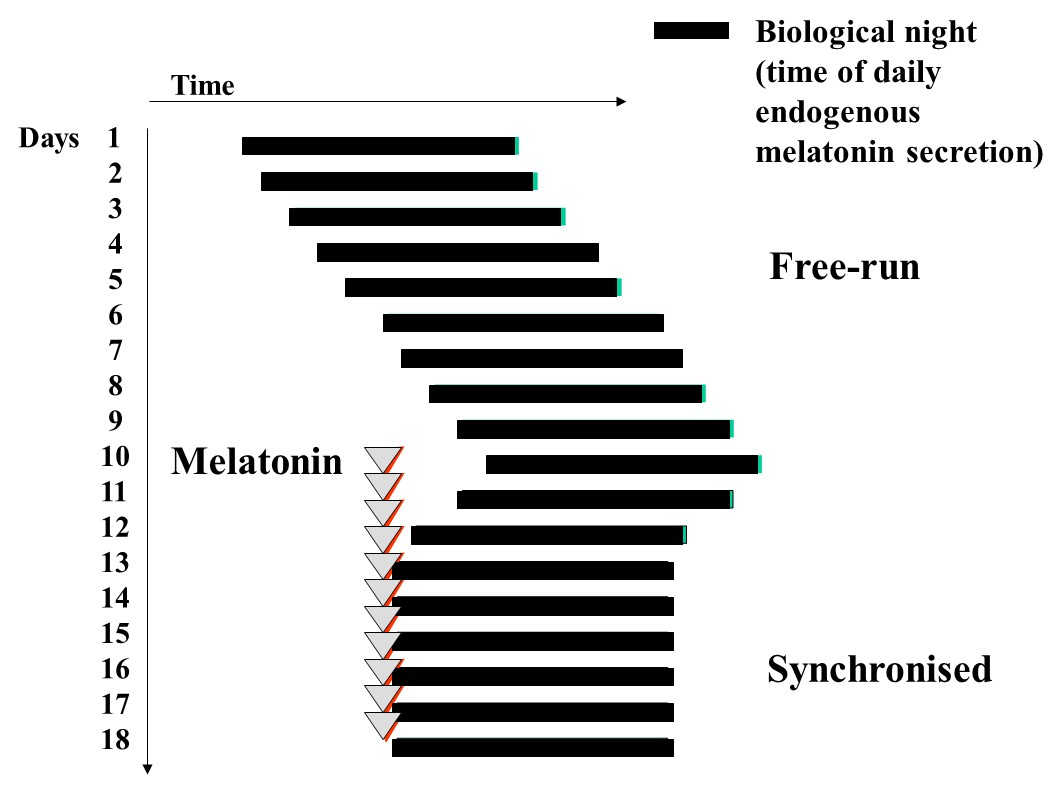 Biological night
(time of daily
endogenous
melatonin secretion)
Time
Days 1
2
3
4
Free-run
5
6
7
8
9
10
Melatonin
11
12
13
14
15
16
Synchronised
17
18